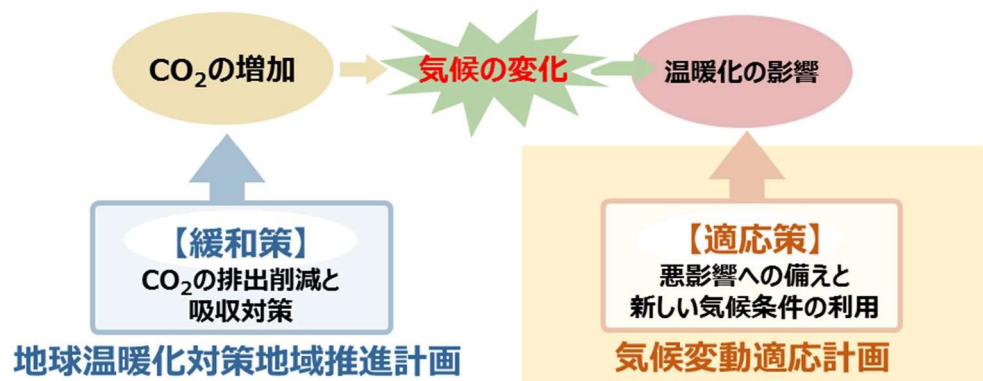 CO₂の増加
気候の変化
温暖化の影響
【緩和策】
CO₂の排出削減と
吸収対策
地球温暖化対策地域推進計画
【適応策】
悪影響への備えと
新しい気候条件の利用
気候変動適応計画